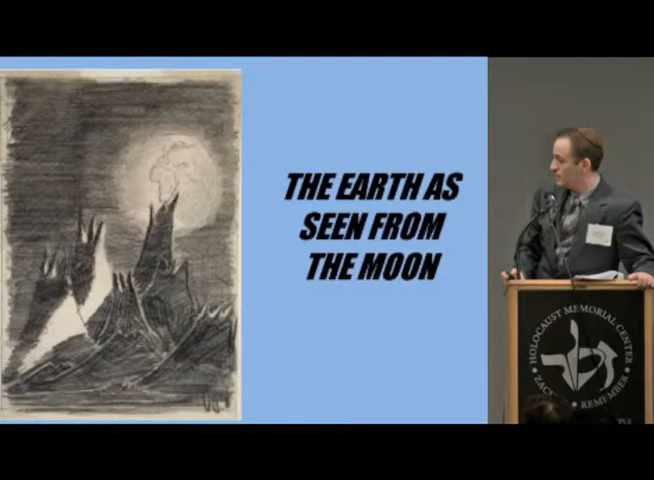 THE EARTH AS
SEEN FROM
THE MOON
HOLOCAUST MEMORIAL CENTER
REMEMBER